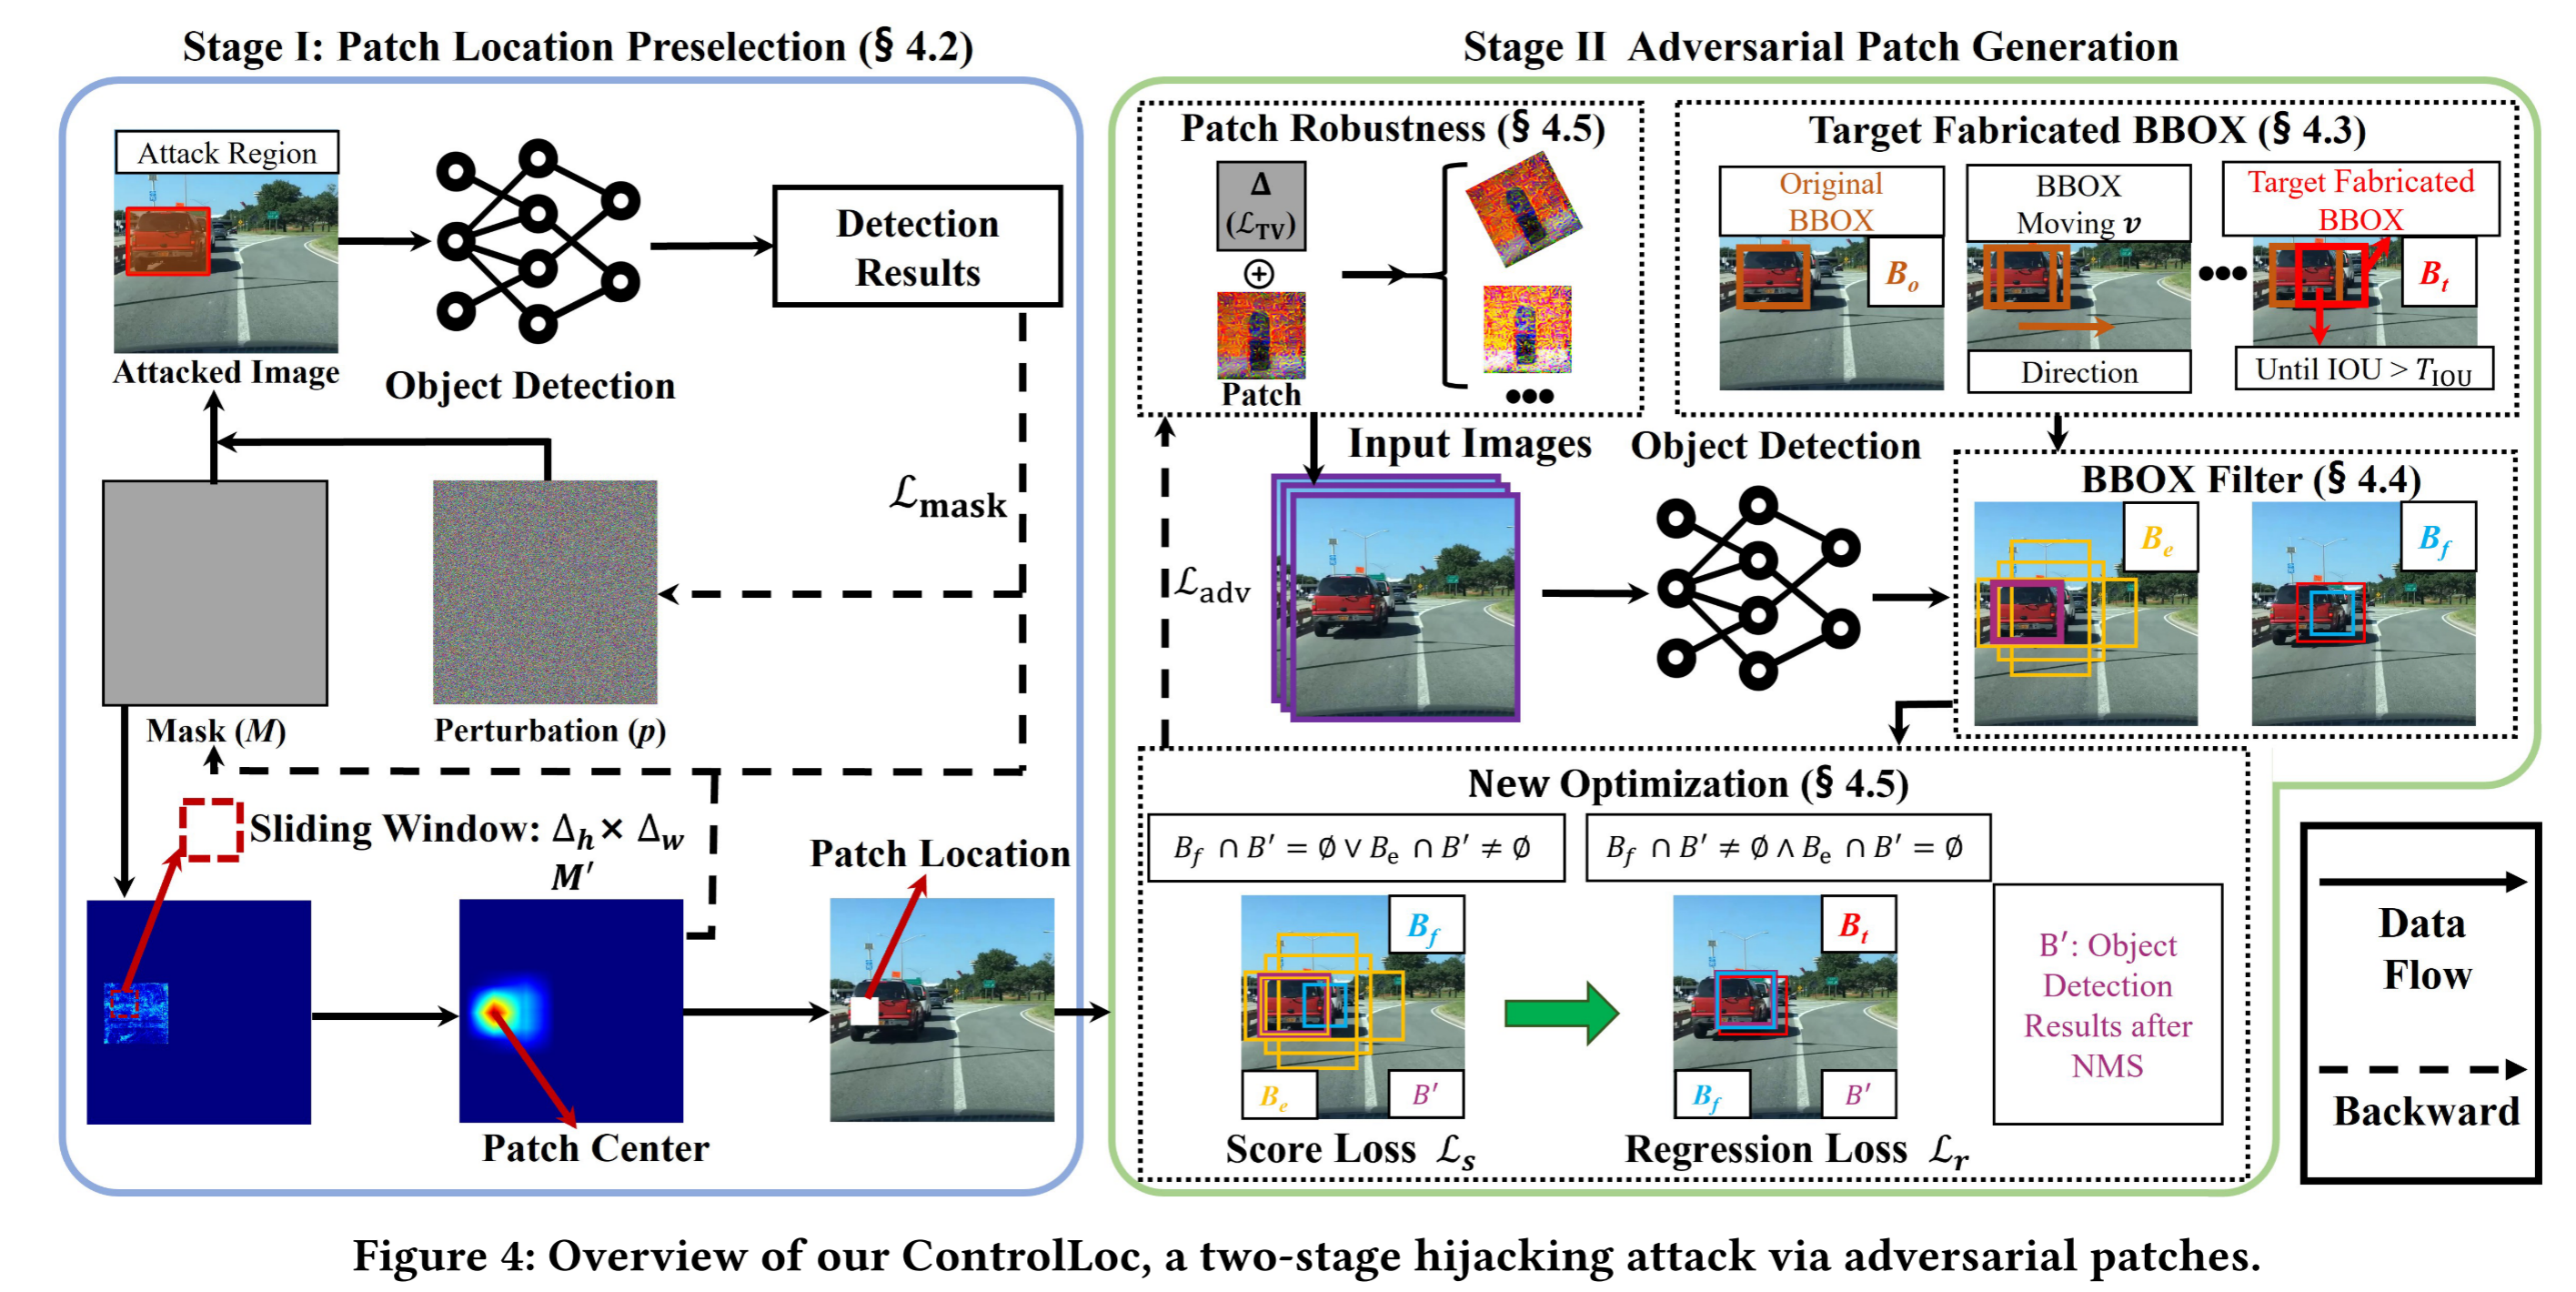 Stage I: Patch Location Preselection (§ 4.2)
Attack Region
Attacked Image
Object Detection
Detection
Results
ℒmask
Mask (M)
Perturbation (p)
Sliding Window: Δh × Δw
M′
Patch Center
Patch Location
Stage II Adversarial Patch Generation
Patch Robustness (§ 4.5)
Δ
(ℒTV)
⊕
Patch
•••
Target Fabricated BBOX (§ 4.3)
Original
BBOX
Bo
BBOX
Moving v
Direction
•••
Target Fabricated
BBOX
Bt
Until IOU > TIOU
Input Images
Object Detection
ℒadv
BBOX Filter (§ 4.4)
Be
Bf
New Optimization (§ 4.5)
Bf ∩ B′ = ∅ ∨ Be ∩ B′ ≠ ∅
Bf ∩ B′ ≠ ∅ ∧ Be ∩ B′ = ∅
Bf
Be
B′
Score Loss ℒs
Bt
Bf
B′
Regression Loss ℒr
B′: Object
Detection
Results after
NMS
Data
Flow
Backward
Figure 4: Overview of our ControlLoc, a two-stage hijacking attack via adversarial patches.